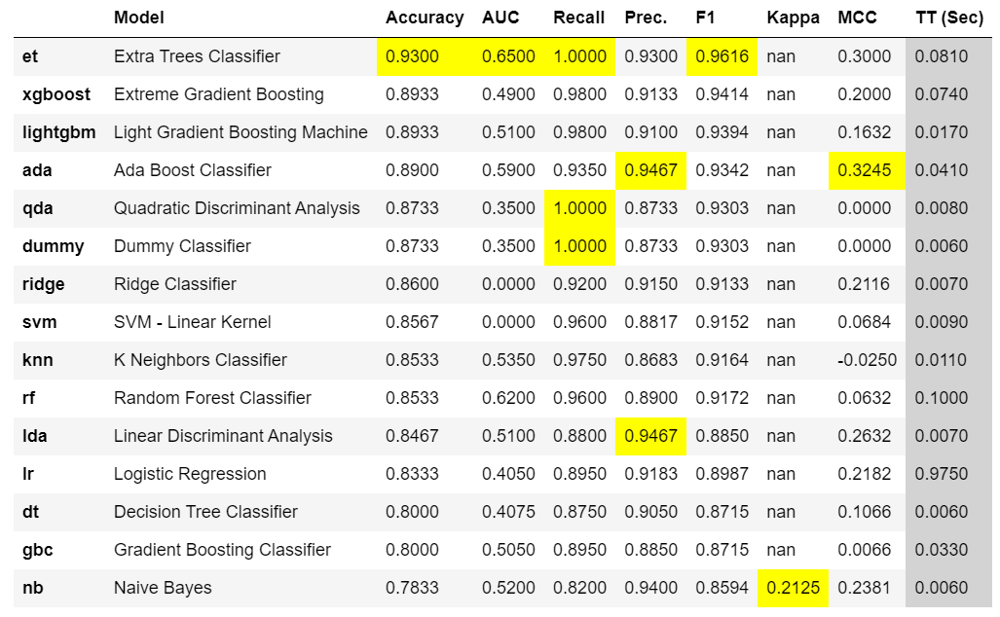 Model Accuracy AUC Recall Prec. F1 Kappa MCC TT (Sec)
et Extra Trees Classifier 0.9300 0.6500 1.0000 0.9300 0.9616 nan 0.3000 0.0810
xgboost Extreme Gradient Boosting 0.8933 0.4900 0.9800 0.9133 0.9414 nan 0.2000 0.0740
lightgbm Light Gradient Boosting Machine 0.8933 0.5100 0.9800 0.9100 0.9394 nan 0.1632 0.0170
ada Ada Boost Classifier 0.8900 0.5900 0.9350 0.9467 0.9342 nan 0.3245 0.0410
qda Quadratic Discriminant Analysis 0.8733 0.3500 1.0000 0.8733 0.9303 nan 0.0000 0.0080
dummy Dummy Classifier 0.8733 0.3500 1.0000 0.8733 0.9303 nan 0.0000 0.0060
ridge Ridge Classifier 0.8600 0.0000 0.9200 0.9150 0.9133 nan 0.2116 0.0070
svm SVM - Linear Kernel 0.8567 0.0000 0.9600 0.8817 0.9152 nan 0.0684 0.0090
knn K Neighbors Classifier 0.8533 0.5350 0.9750 0.8683 0.9164 nan -0.0250 0.0110
rf Random Forest Classifier 0.8533 0.6200 0.9600 0.8900 0.9172 nan 0.0632 0.1000
lda Linear Discriminant Analysis 0.8467 0.5100 0.8800 0.9467 0.8850 nan 0.2632 0.0070
lr Logistic Regression 0.8333 0.4050 0.8950 0.9183 0.8987 nan 0.2182 0.9750
dt Decision Tree Classifier 0.8000 0.4075 0.8750 0.9050 0.8715 nan 0.1066 0.0060
gbc Gradient Boosting Classifier 0.8000 0.5050 0.8950 0.8850 0.8715 nan 0.0066 0.0330
nb Naive Bayes 0.7833 0.5200 0.8200 0.9400 0.8594 0.2125 0.2381 0.0060